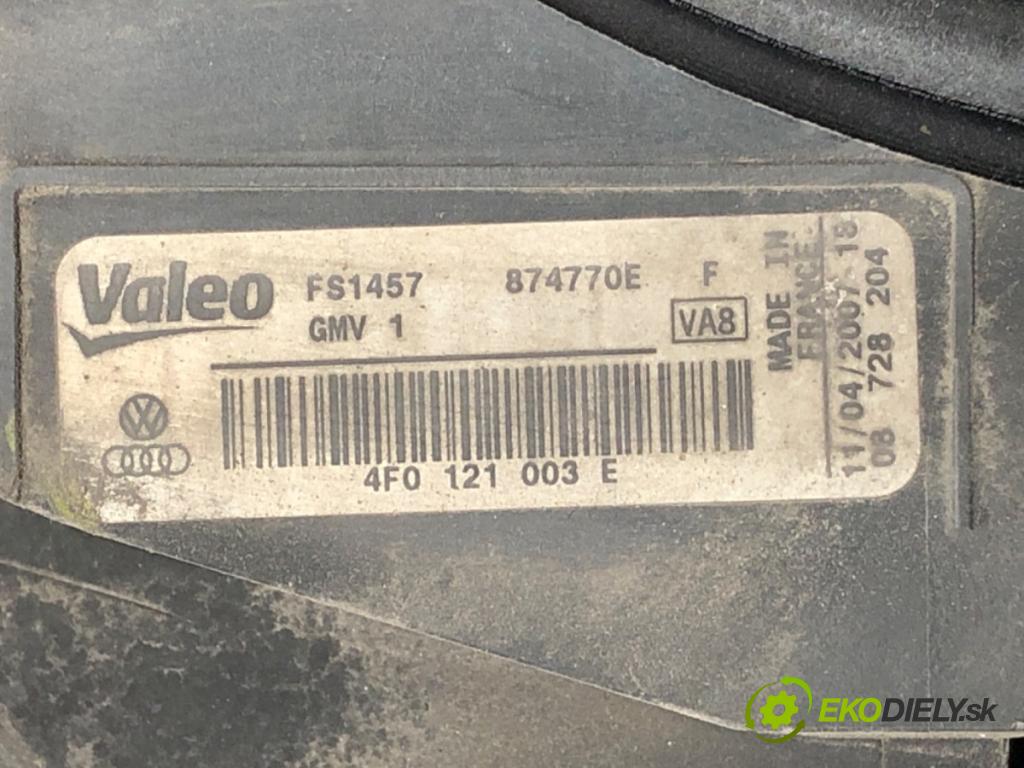 Valeo FS1457 874770E F
GMV 1 VA8
4F0 121 003 E
MADE IN
FRANCE
11/04/2007 18
08 728 204
EKODIELY.sk